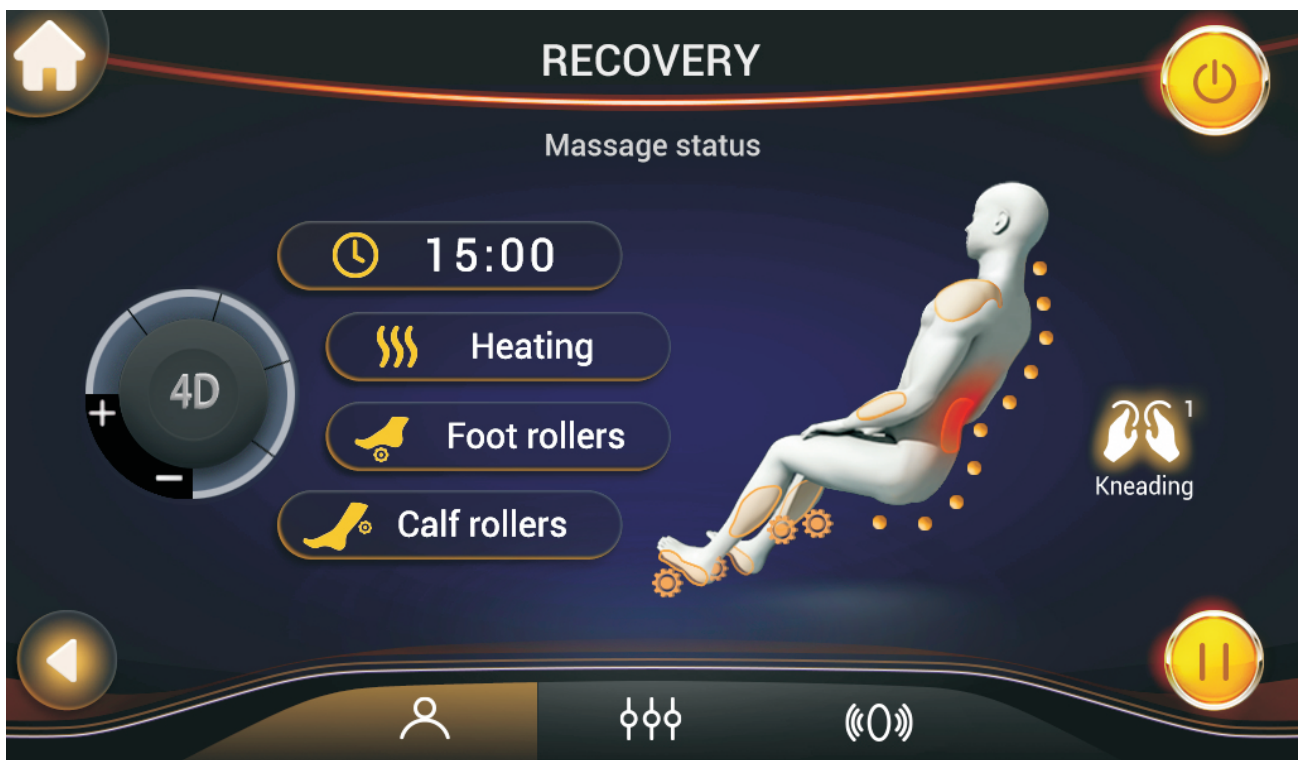 RECOVERY
Massage status
15:00
Heating
4D
+
−
Foot rollers
Calf rollers
1
Kneading